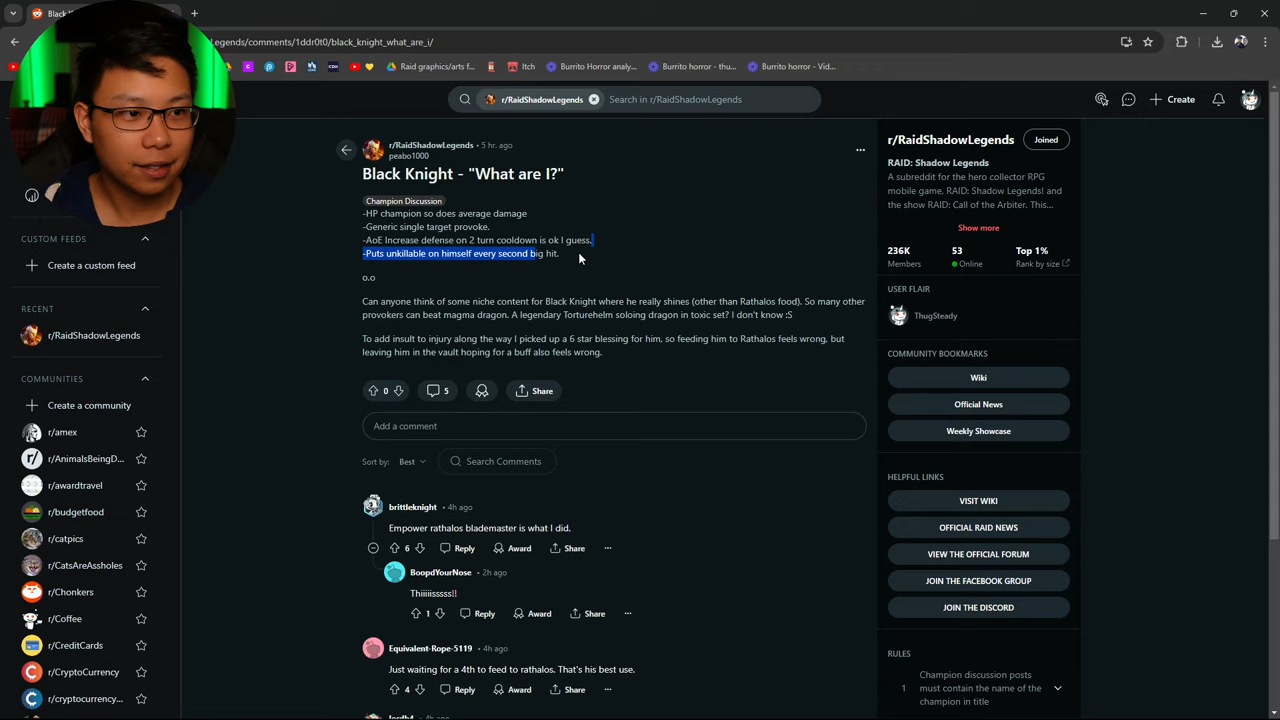 Reddit
Black Knight
legends/comments/1ddr0t0/black_knight_what_are_i/
Raid graphics/arts f...
Itch
Burrito Horror analy...
Burrito horror - thu...
Burrito horror - Vid...
r/RaidShadowLegends
Search in r/RaidShadowLegends
Create
r/RaidShadowLegends • 5 hr. ago
peabo1000
Black Knight - "What are I?"
Champion Discussion
-HP champion so does average damage
-Generic single target provoke.
-AoE Increase defense on 2 turn cooldown is ok I guess.
-Puts unkillable on himself every second big hit.
o.o
Can anyone think of some niche content for Black Knight where he really shines (other than Rathalos food). So many other
provokers can beat magma dragon. A legendary Torturehelm soloing dragon in toxic set? I don't know :S
To add insult to injury along the way I picked up a 6 star blessing for him, so feeding him to Rathalos feels wrong, but
leaving him in the vault hoping for a buff also feels wrong.
0
5
Share
Add a comment
Sort by: Best
Search Comments
brittleknight • 4h ago
Empower rathalos blademaster is what I did.
6 Reply Award Share
BoopdYourNose • 2h ago
Thiiiiisssss!!
1 Reply Award Share
Equivalent-Rope-5119 • 4h ago
Just waiting for a 4th to feed to rathalos. That's his best use.
4 Reply Award Share
CUSTOM FEEDS
Create a custom feed
RECENT
r/RaidShadowLegends
COMMUNITIES
Create a community
r/amex
r/AnimalsBeingD...
r/awardtravel
r/budgetfood
r/catpics
r/CatsAreAssholes
r/Chonkers
r/Coffee
r/CreditCards
r/CryptoCurrency
r/cryptocurrency...
r/RaidShadowLegends
Joined
RAID: Shadow Legends
A subreddit for the hero collector RPG
mobile game, RAID: Shadow Legends! and
the show RAID: Call of the Arbiter. This...
Show more
236K 53 Top 1%
Members Online Rank by size
USER FLAIR
ThugSteady
COMMUNITY BOOKMARKS
Wiki
Official News
Weekly Showcase
HELPFUL LINKS
VISIT WIKI
OFFICIAL RAID NEWS
VIEW THE OFFICIAL FORUM
JOIN THE FACEBOOK GROUP
JOIN THE DISCORD
RULES
1 Champion discussion posts
must contain the name of the
champion in title